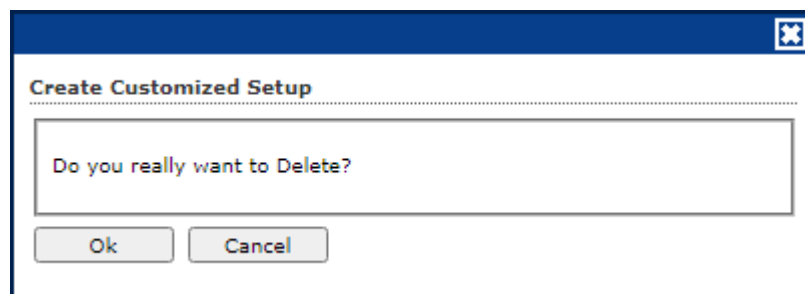 Create Customized Setup
Do you really want to Delete?
Ok Cancel